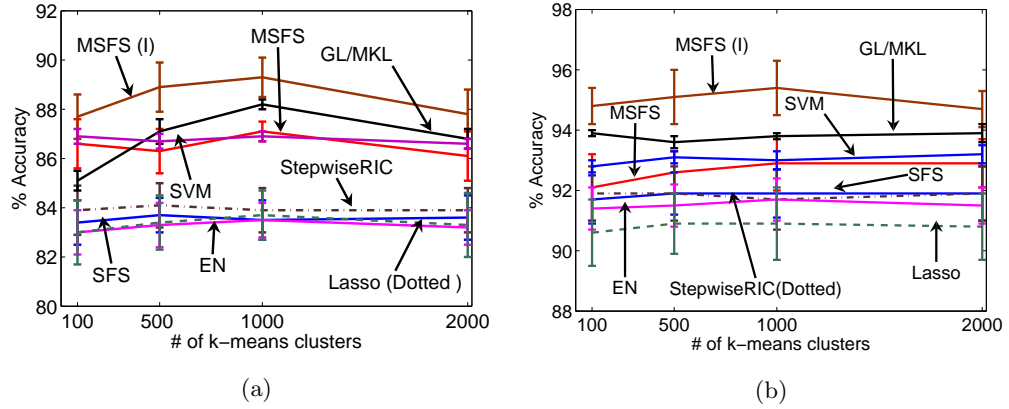 92
90
88
86
84
82
80
% Accuracy
MSFS (I)
MSFS
GL/MKL
SVM
StepwiseRIC
SFS
EN
Lasso (Dotted )
100
500
1000
2000
# of k−means clusters
(a)
98
96
94
92
90
88
% Accuracy
MSFS (I)
GL/MKL
MSFS
SVM
SFS
EN
StepwiseRIC(Dotted)
Lasso
100
500
1000
2000
# of k−means clusters
(b)